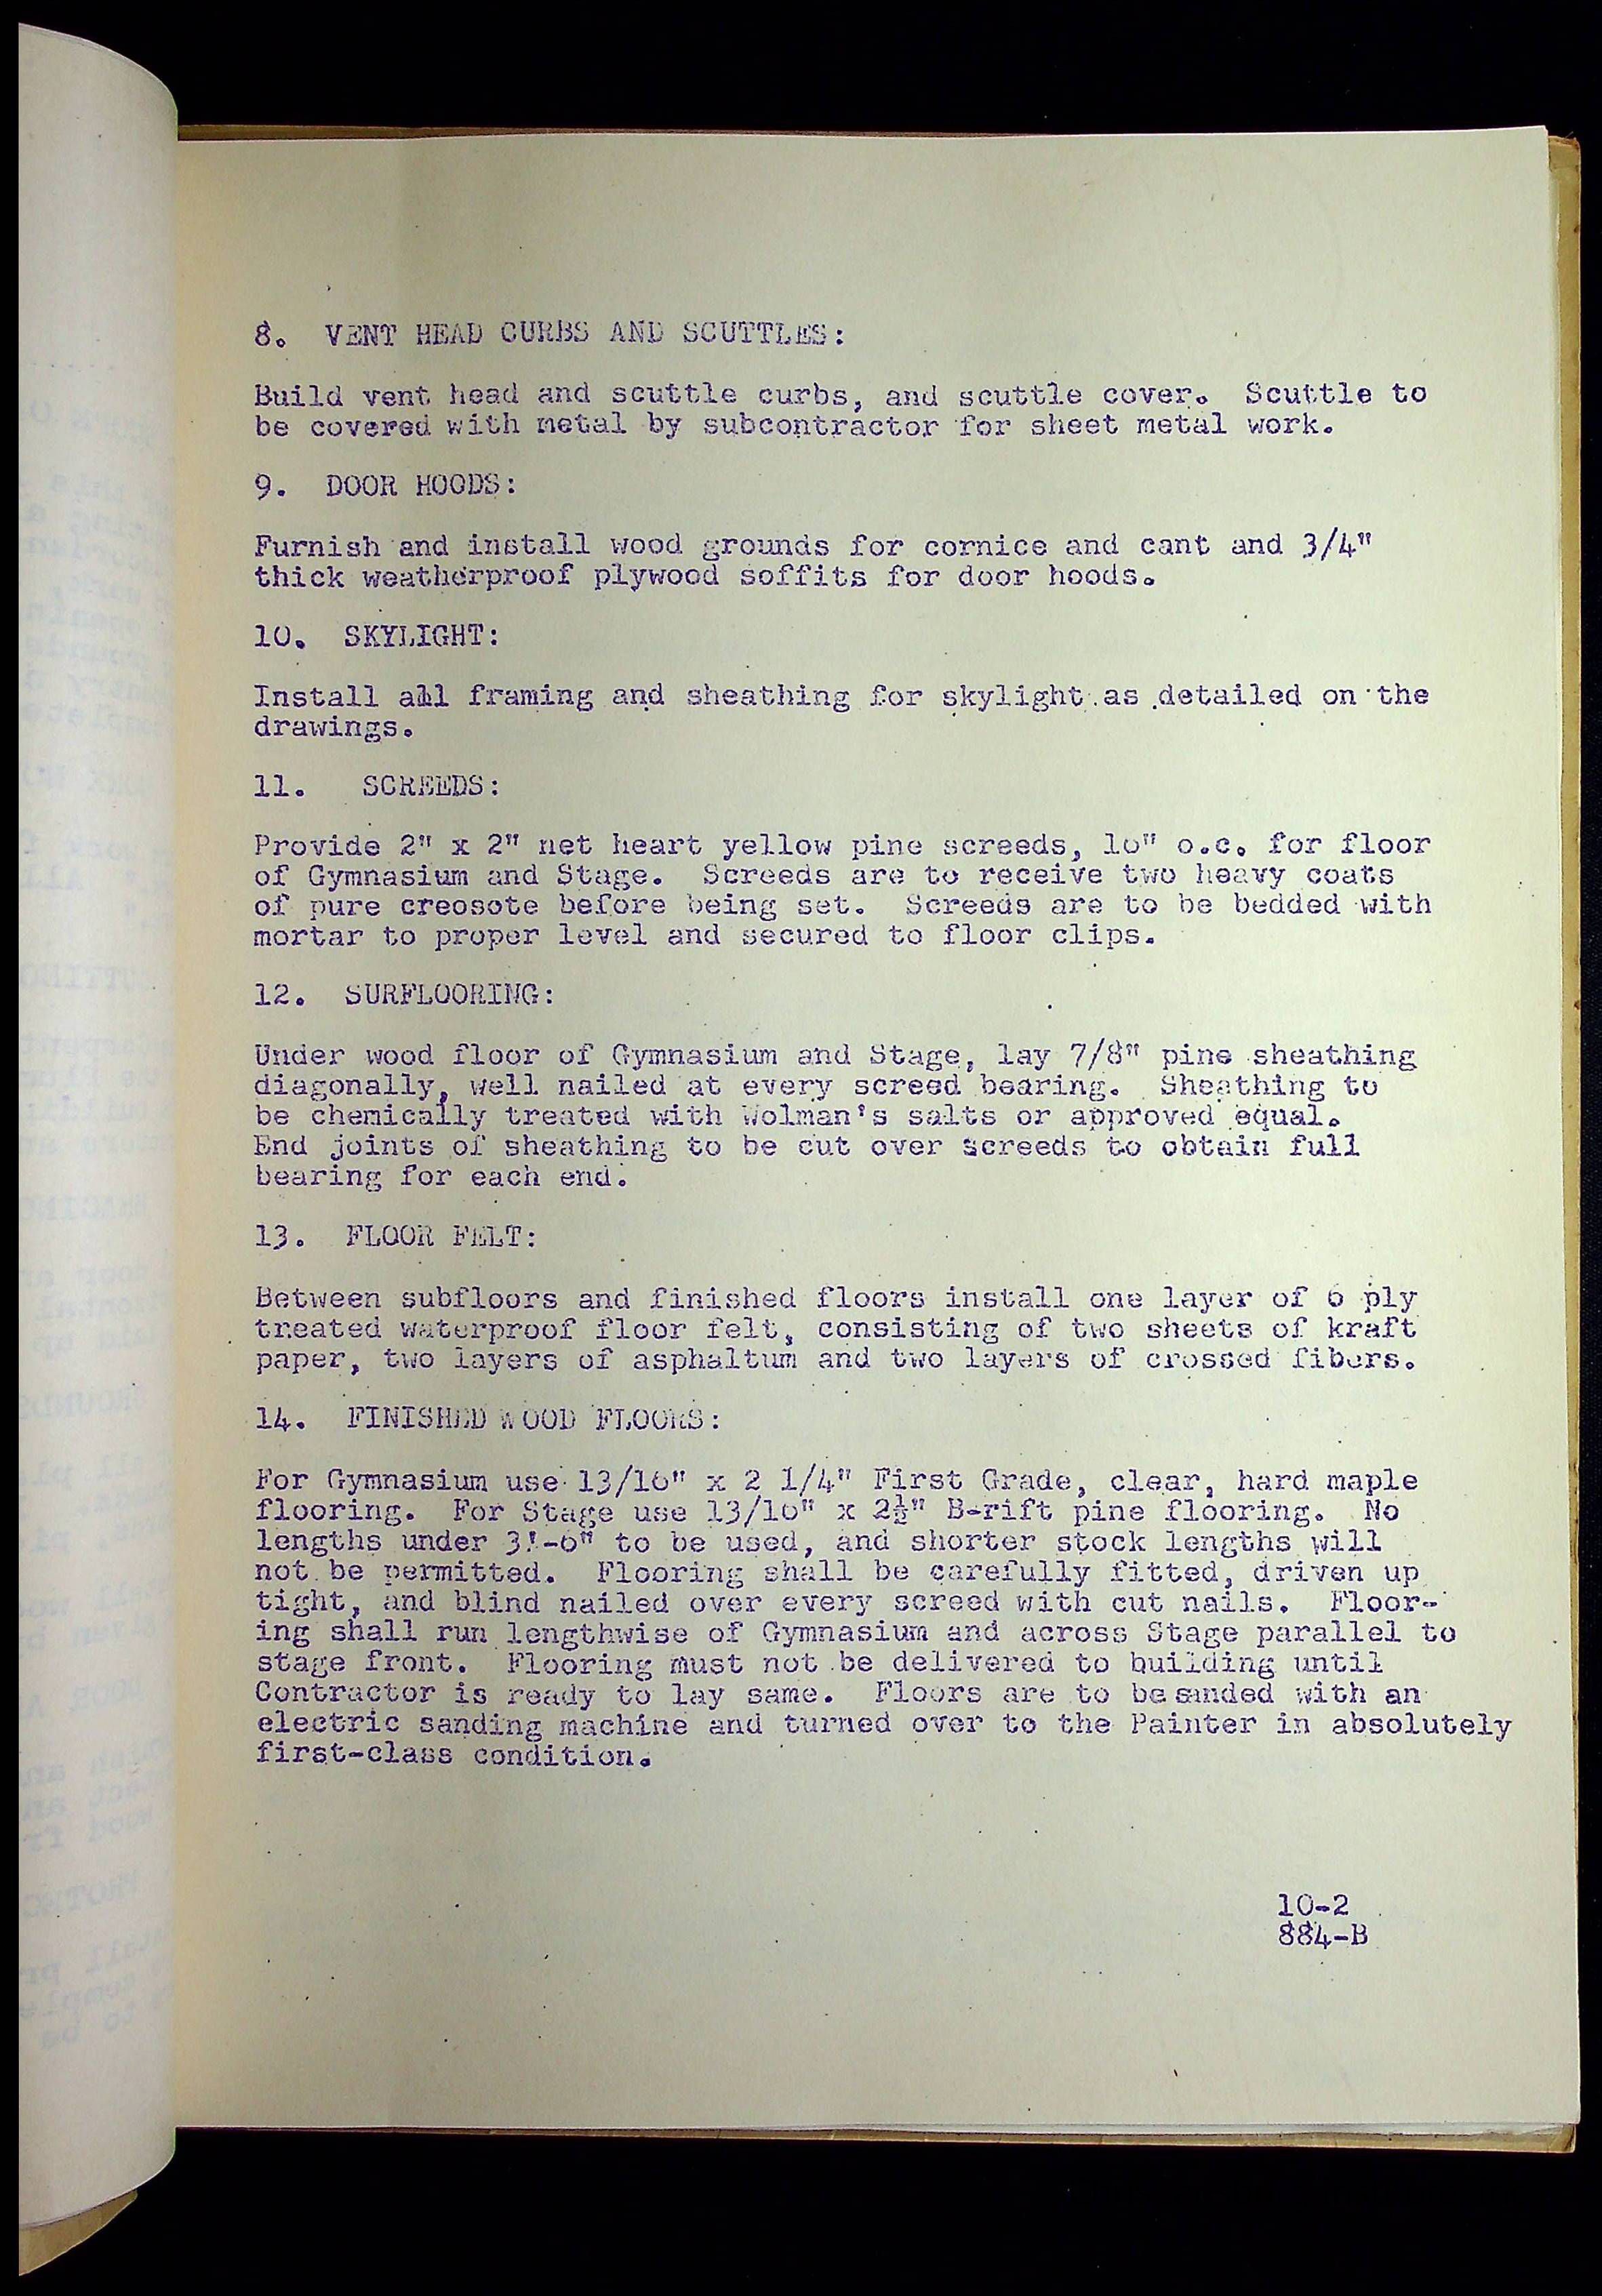 8. VENT HEAD CURBS AND SCUTTLES:
Build vent head and scuttle curbs, and scuttle cover. Scuttle to
be covered with metal by subcontractor for sheet metal work.
9. DOOR HOODS:
Furnish and install wood grounds for cornice and cant and 3/4"
thick weatherproof plywood soffits for door hoods.
10. SKYLIGHT:
Install all framing and sheathing for skylight as detailed on the
drawings.
11. SCREEDS:
Provide 2" x 2" net heart yellow pine screeds, 16" o.c. for floor
of Gymnasium and Stage. Screeds are to receive two heavy coats
of pure creosote before being set. Screeds are to be bedded with
mortar to proper level and secured to floor clips.
12. SURFLOORING:
Under wood floor of Gymnasium and Stage, lay 7/8" pine sheathing
diagonally, well nailed at every screed bearing. Sheathing to
be chemically treated with Wolman's salts or approved equal.
End joints of sheathing to be cut over screeds to obtain full
bearing for each end.
13. FLOOR FELT:
Between subfloors and finished floors install one layer of 6 ply
treated waterproof floor felt, consisting of two sheets of kraft
paper, two layers of asphaltum and two layers of crossed fibers.
14. FINISHED WOOD FLOORS:
For Gymnasium use 13/16" x 2 1/4" First Grade, clear, hard maple
flooring. For Stage use 13/16" x 2½" B-rift pine flooring. No
lengths under 3'-6" to be used, and shorter stock lengths will
not be permitted. Flooring shall be carefully fitted, driven up
tight, and blind nailed over every screed with cut nails. Floor-
ing shall run lengthwise of Gymnasium and across Stage parallel to
stage front. Flooring must not be delivered to building until
Contractor is ready to lay same. Floors are to be sanded with an
electric sanding machine and turned over to the Painter in absolutely
first-class condition.
10-2
884-B